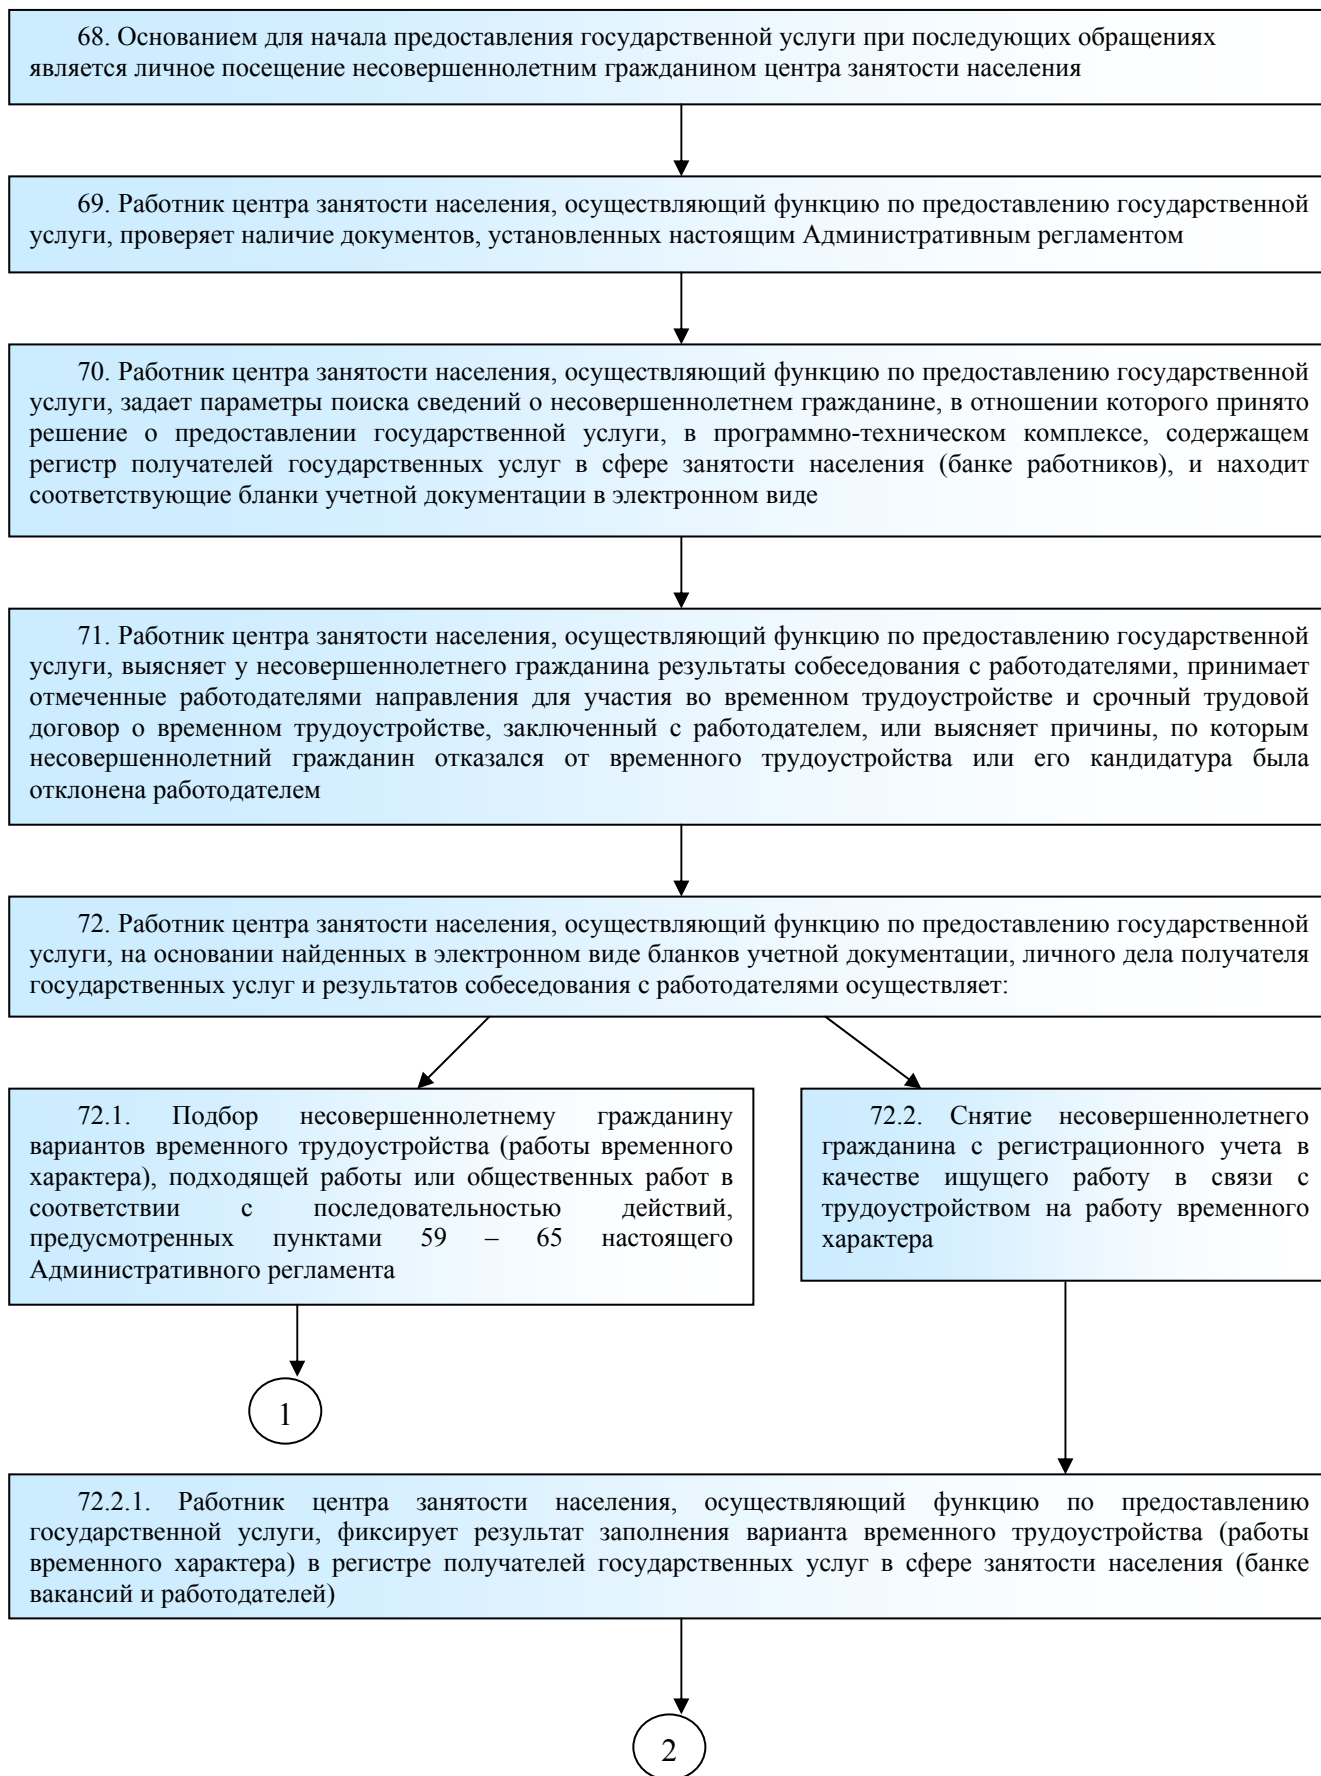 68. Основанием для начала предоставления государственной услуги при последующих обращениях
является личное посещение несовершеннолетним гражданином центра занятости населения
69. Работник центра занятости населения, осуществляющий функцию по предоставлению государственной
услуги, проверяет наличие документов, установленных настоящим Административным регламентом
70. Работник центра занятости населения, осуществляющий функцию по предоставлению государственной
услуги, задает параметры поиска сведений о несовершеннолетнем гражданине, в отношении которого принято
решение о предоставлении государственной услуги, в программно-техническом комплексе, содержащем
регистр получателей государственных услуг в сфере занятости населения (банке работников), и находит
соответствующие бланки учетной документации в электронном виде
71. Работник центра занятости населения, осуществляющий функцию по предоставлению государственной
услуги, выясняет у несовершеннолетнего гражданина результаты собеседования с работодателями, принимает
отмеченные работодателями направления для участия во временном трудоустройстве и срочный трудовой
договор о временном трудоустройстве, заключенный с работодателем, или выясняет причины, по которым
несовершеннолетний гражданин отказался от временного трудоустройства или его кандидатура была
отклонена работодателем
72. Работник центра занятости населения, осуществляющий функцию по предоставлению государственной
услуги, на основании найденных в электронном виде бланков учетной документации, личного дела получателя
государственных услуг и результатов собеседования с работодателями осуществляет:
72.1. Подбор несовершеннолетнему гражданину
вариантов временного трудоустройства (работы временного
характера), подходящей работы или общественных работ в
соответствии с последовательностью действий,
предусмотренных пунктами 59 – 65 настоящего
Административного регламента
72.2. Снятие несовершеннолетнего
гражданина с регистрационного учета в
качестве ищущего работу в связи с
трудоустройством на работу временного
характера
1
72.2.1. Работник центра занятости населения, осуществляющий функцию по предоставлению
государственной услуги, фиксирует результат заполнения варианта временного трудоустройства (работы
временного характера) в регистре получателей государственных услуг в сфере занятости населения (банке
вакансий и работодателей)
2